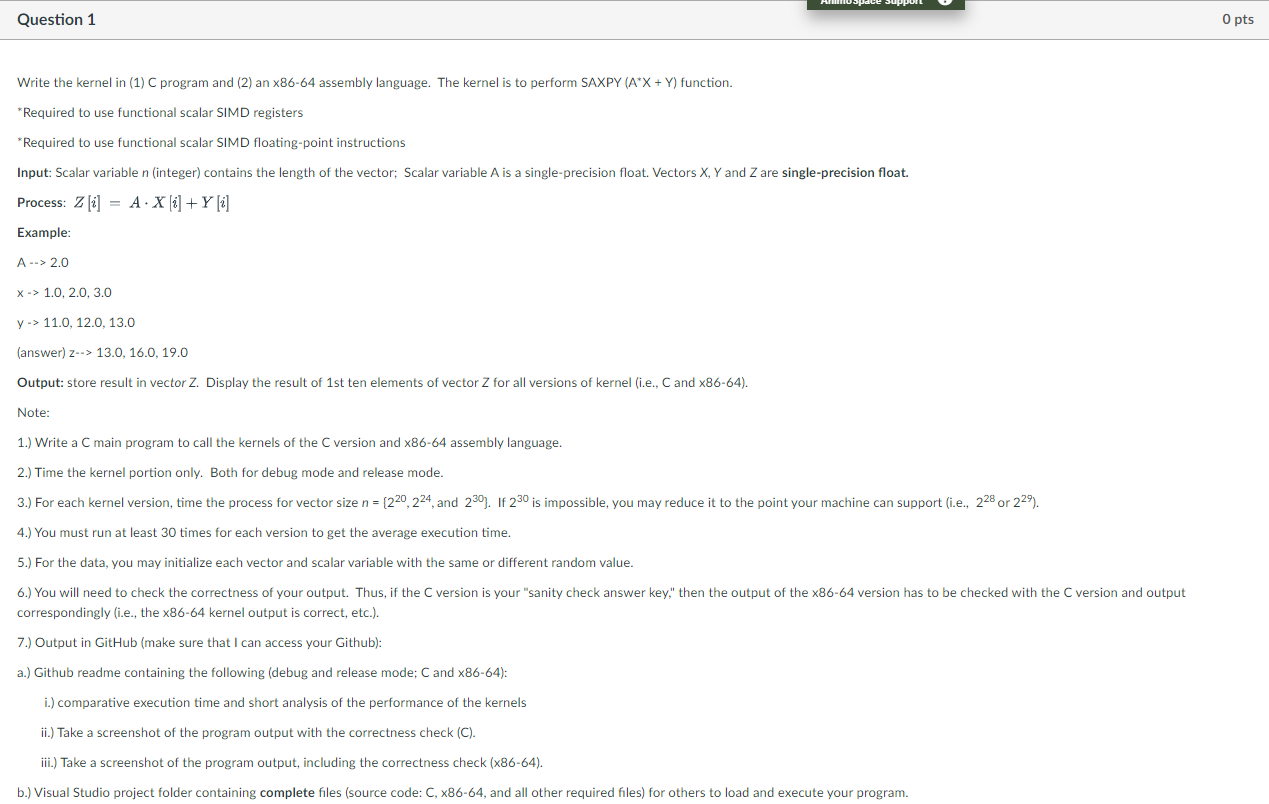 AnimoSpace Support
Question 1
0 pts
Write the kernel in (1) C program and (2) an x86-64 assembly language.  The kernel is to perform SAXPY (A*X + Y) function.
*Required to use functional scalar SIMD registers
*Required to use functional scalar SIMD floating-point instructions
Input: Scalar variable n (integer) contains the length of the vector;  Scalar variable A is a single-precision float. Vectors X, Y and Z are single-precision float.
Process:  Z [i]  =  A · X [i] + Y [i]
Example:
A --> 2.0
x -> 1.0, 2.0, 3.0
y -> 11.0, 12.0, 13.0
(answer) z--> 13.0, 16.0, 19.0
Output: store result in vector Z.  Display the result of 1st ten elements of vector Z for all versions of kernel (i.e., C and x86-64).
Note:
1.) Write a C main program to call the kernels of the C version and x86-64 assembly language.
2.) Time the kernel portion only.  Both for debug mode and release mode.
3.) For each kernel version, time the process for vector size n = {2²⁰, 2²⁴, and  2³⁰}.  If 2³⁰ is impossible, you may reduce it to the point your machine can support (i.e.,  2²⁸ or 2²⁹).
4.) You must run at least 30 times for each version to get the average execution time.
5.) For the data, you may initialize each vector and scalar variable with the same or different random value.
6.) You will need to check the correctness of your output.  Thus, if the C version is your "sanity check answer key," then the output of the x86-64 version has to be checked with the C version and output
correspondingly (i.e., the x86-64 kernel output is correct, etc.).
7.) Output in GitHub (make sure that I can access your Github):
a.) Github readme containing the following (debug and release mode; C and x86-64):
i.) comparative execution time and short analysis of the performance of the kernels
ii.) Take a screenshot of the program output with the correctness check (C).
iii.) Take a screenshot of the program output, including the correctness check (x86-64).
b.) Visual Studio project folder containing complete files (source code: C, x86-64, and all other required files) for others to load and execute your program.